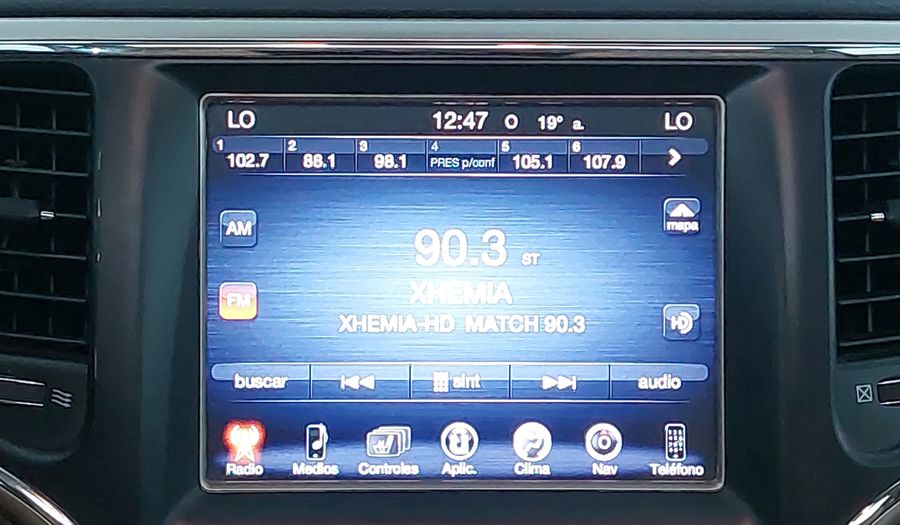 LO 12:47 O 19° a. LO
1 2 3 4 5 6
102.7 88.1 98.1 PRES p/conf 105.1 107.9
AM mapa
90.3 ST
FM XHEMIA
XHEMIA-HD MATCH 90.3 HD
buscar sint audio
Radio Medios Controles Aplic. Clima Nav Teléfono